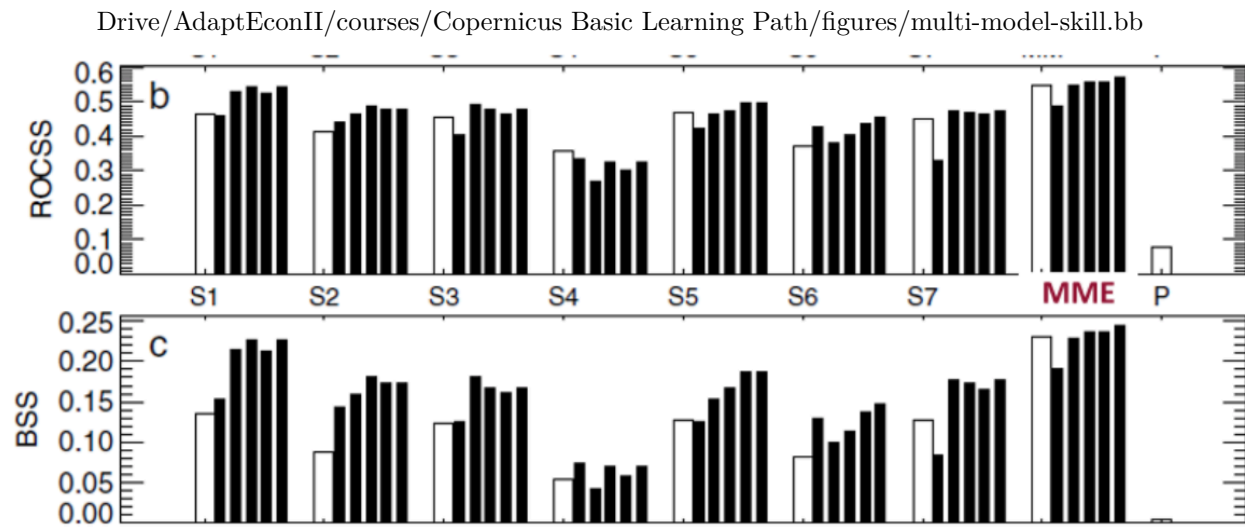 Drive/AdaptEconII/courses/Copernicus Basic Learning Path/figures/multi-model-skill.bb
0.6
b
0.5
0.4
0.3
0.2
0.1
0.0
ROCSS
S1 S2 S3 S4 S5 S6 S7 MME P
0.25
c
0.20
0.15
0.10
0.05
0.00
BSS